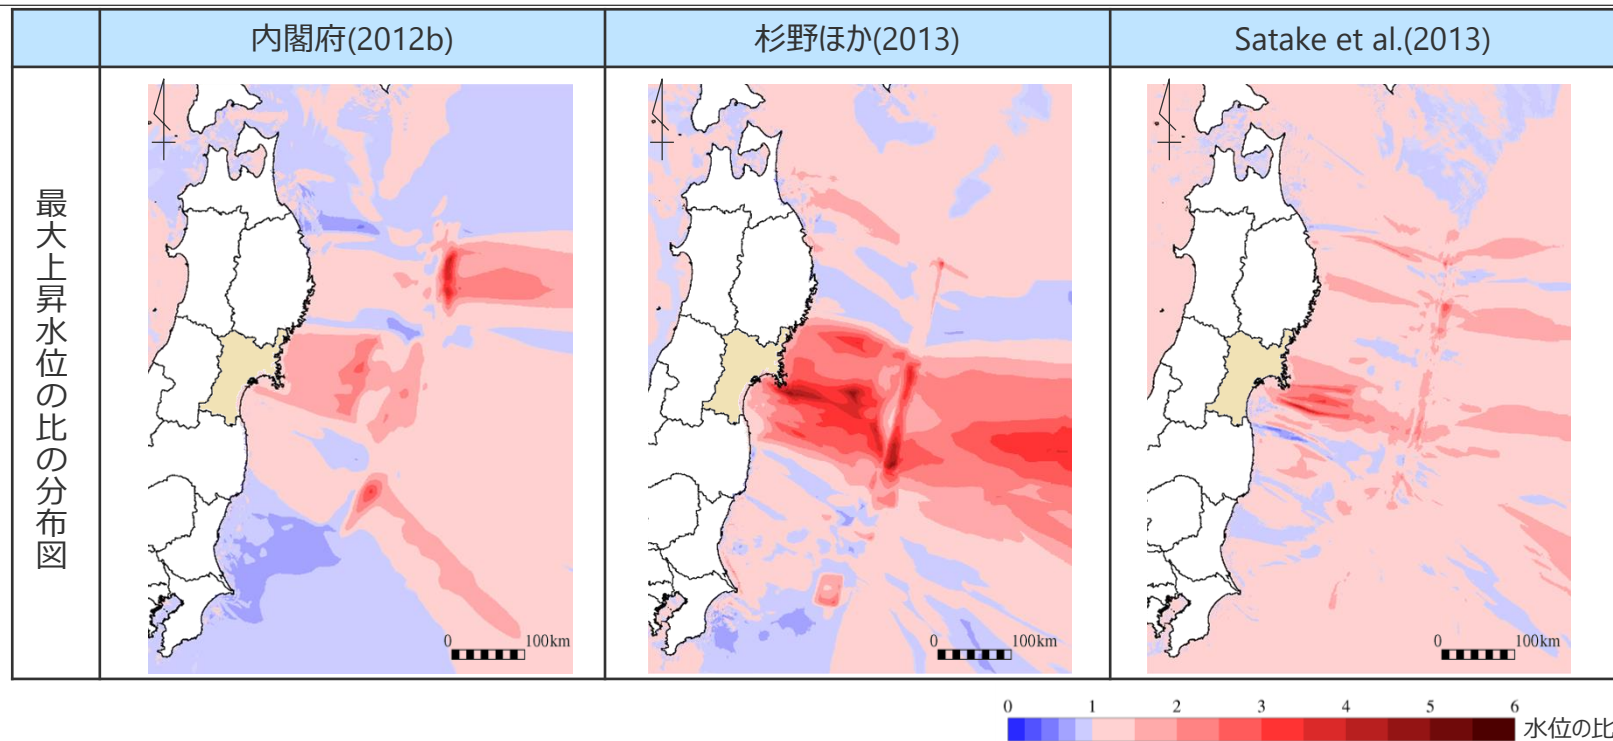 内閣府(2012b)
杉野ほか(2013)
Satake et al.(2013)
最大上昇水位の比の分布図
0 100km
0 100km
0 100km
0 1 2 3 4 5 6
水位の比